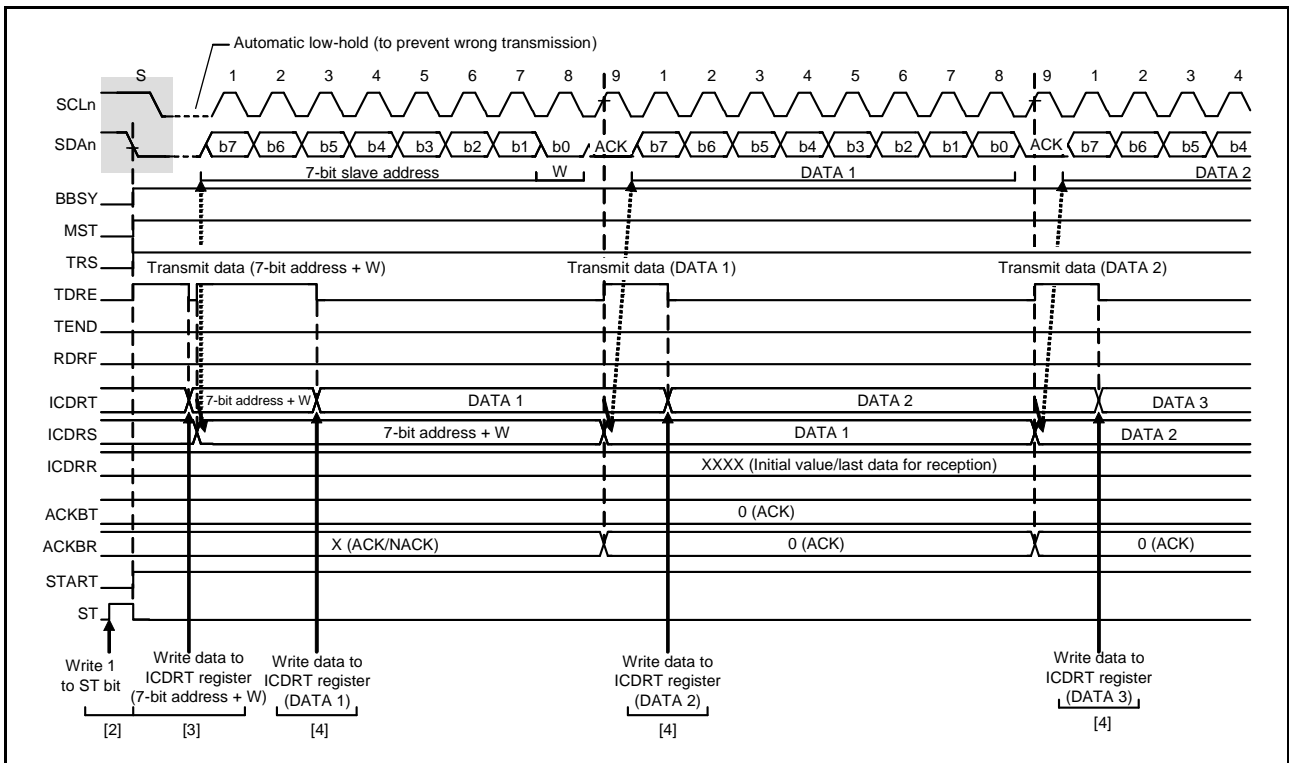 Automatic low-hold (to prevent wrong transmission)
S 1 2 3 4 5 6 7 8 9 1 2 3 4 5 6 7 8 9 1 2 3 4
SCLn
SDAn b7 b6 b5 b4 b3 b2 b1 b0 ACK b7 b6 b5 b4 b3 b2 b1 b0 ACK b7 b6 b5 b4
7-bit slave address W DATA 1 DATA 2
BBSY
MST
TRS
Transmit data (7-bit address + W) Transmit data (DATA 1) Transmit data (DATA 2)
TDRE
TEND
RDRF
ICDRT 7-bit address + W DATA 1 DATA 2 DATA 3
ICDRS 7-bit address + W DATA 1 DATA 2
ICDRR XXXX (Initial value/last data for reception)
ACKBT 0 (ACK)
ACKBR X (ACK/NACK) 0 (ACK) 0 (ACK)
START
ST
Write 1
to ST bit
Write data to
ICDRT register
(7-bit address + W)
Write data to
ICDRT register
(DATA 1)
Write data to
ICDRT register
(DATA 2)
Write data to
ICDRT register
(DATA 3)
[2] [3] [4] [4] [4]